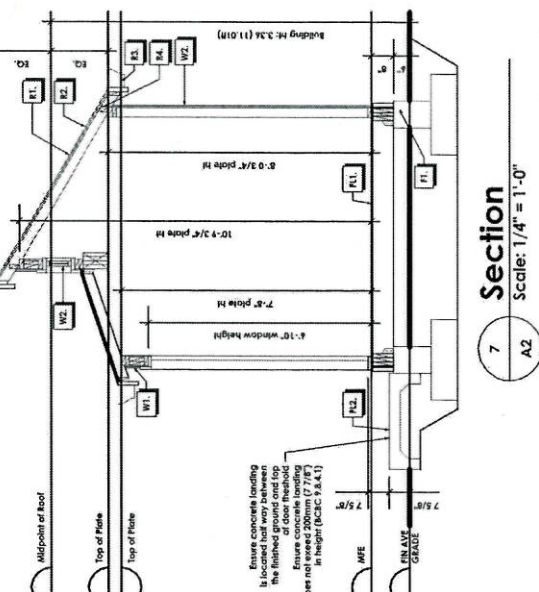 Building ht: 3.36 (11.01ft)
EQ.
EQ.
R1.
R2.
R3.
R4.
W2.
8'-0 3/4" plate ht
10'-9 3/4" plate ht
7'-8" plate ht
6'-10" window height
W2.
W1.
FL1.
FL2.
F1.
8"
Midpoint of Roof
Top of Plate
Top of Plate
Ensure concrete landing
is located half way between
the finished ground and top
of door theshold
Ensure concrete landing
does not exceed 200mm (7 7/8")
in height (BCBC 9.8.4.1)
MFE
FIN AVE
GRADE
7 5/8"
7 5/8"
7
A2
Section
Scale: 1/4" = 1'-0"